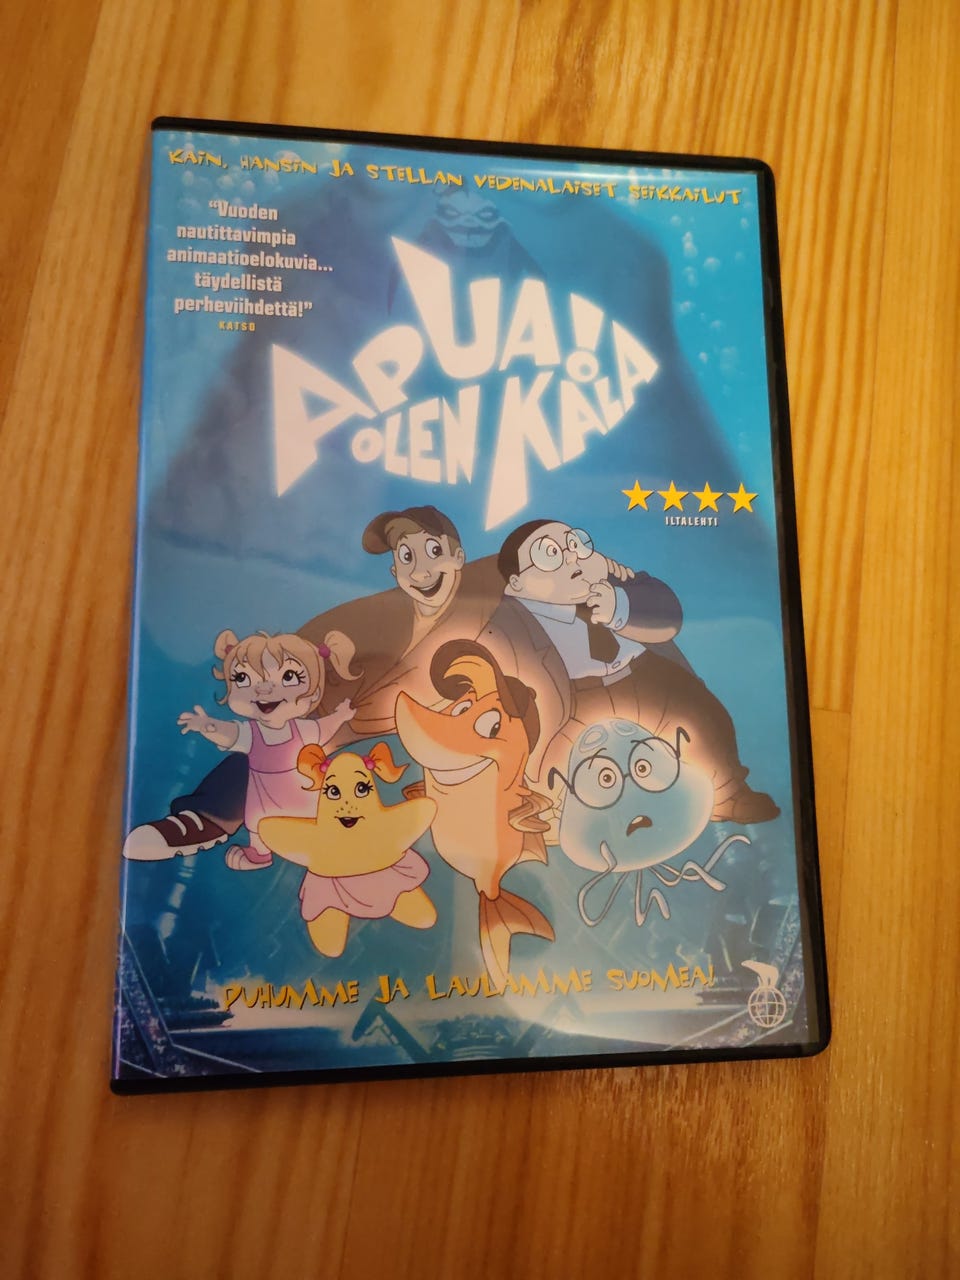 KAIN, HANSIN JA STELLAN VEDENALAISET SEIKKAILUT
“Vuoden
nautittavimpia
animaatioelokuvia...
täydellistä
perheviihdettä!”
KATSO
APUA!
OLEN KALA
ILTALEHTI
PUHUMME JA LAULAMME SUOMEA!